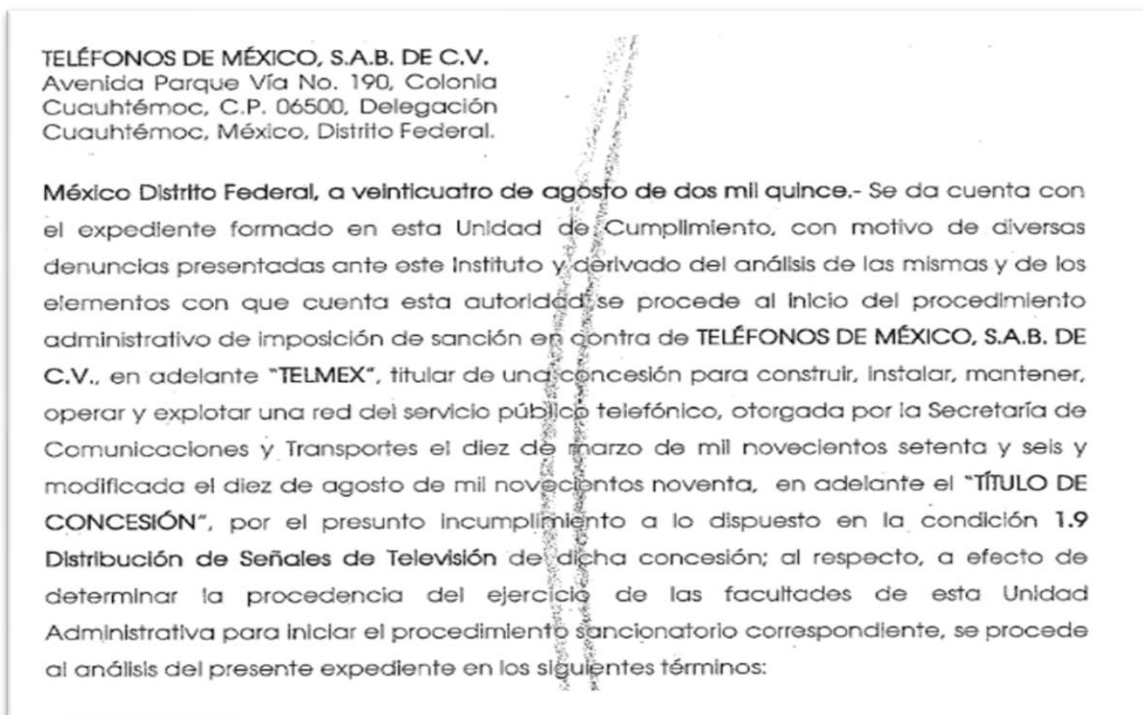 TELÉFONOS DE MÉXICO, S.A.B. DE C.V.
Avenida Parque Vía No. 190, Colonia
Cuauhtémoc, C.P. 06500, Delegación
Cuauhtémoc, México, Distrito Federal.
México Distrito Federal, a veinticuatro de agosto de dos mil quince.- Se da cuenta con
el expediente formado en esta Unidad de Cumplimiento, con motivo de diversas
denuncias presentadas ante este Instituto y derivado del análisis de las mismas y de los
elementos con que cuenta esta autoridad se procede al inicio del procedimiento
administrativo de imposición de sanción en contra de TELÉFONOS DE MÉXICO, S.A.B. DE
C.V., en adelante "TELMEX", titular de una concesión para construir, instalar, mantener,
operar y explotar una red del servicio público telefónico, otorgada por la Secretaría de
Comunicaciones y Transportes el diez de marzo de mil novecientos setenta y seis y
modificada el diez de agosto de mil novecientos noventa, en adelante el "TÍTULO DE
CONCESIÓN", por el presunto incumplimiento a lo dispuesto en la condición 1.9
Distribución de Señales de Televisión de dicha concesión; al respecto, a efecto de
determinar la procedencia del ejercicio de las facultades de esta Unidad
Administrativa para iniciar el procedimiento sancionatorio correspondiente, se procede
al análisis del presente expediente en los siguientes términos: